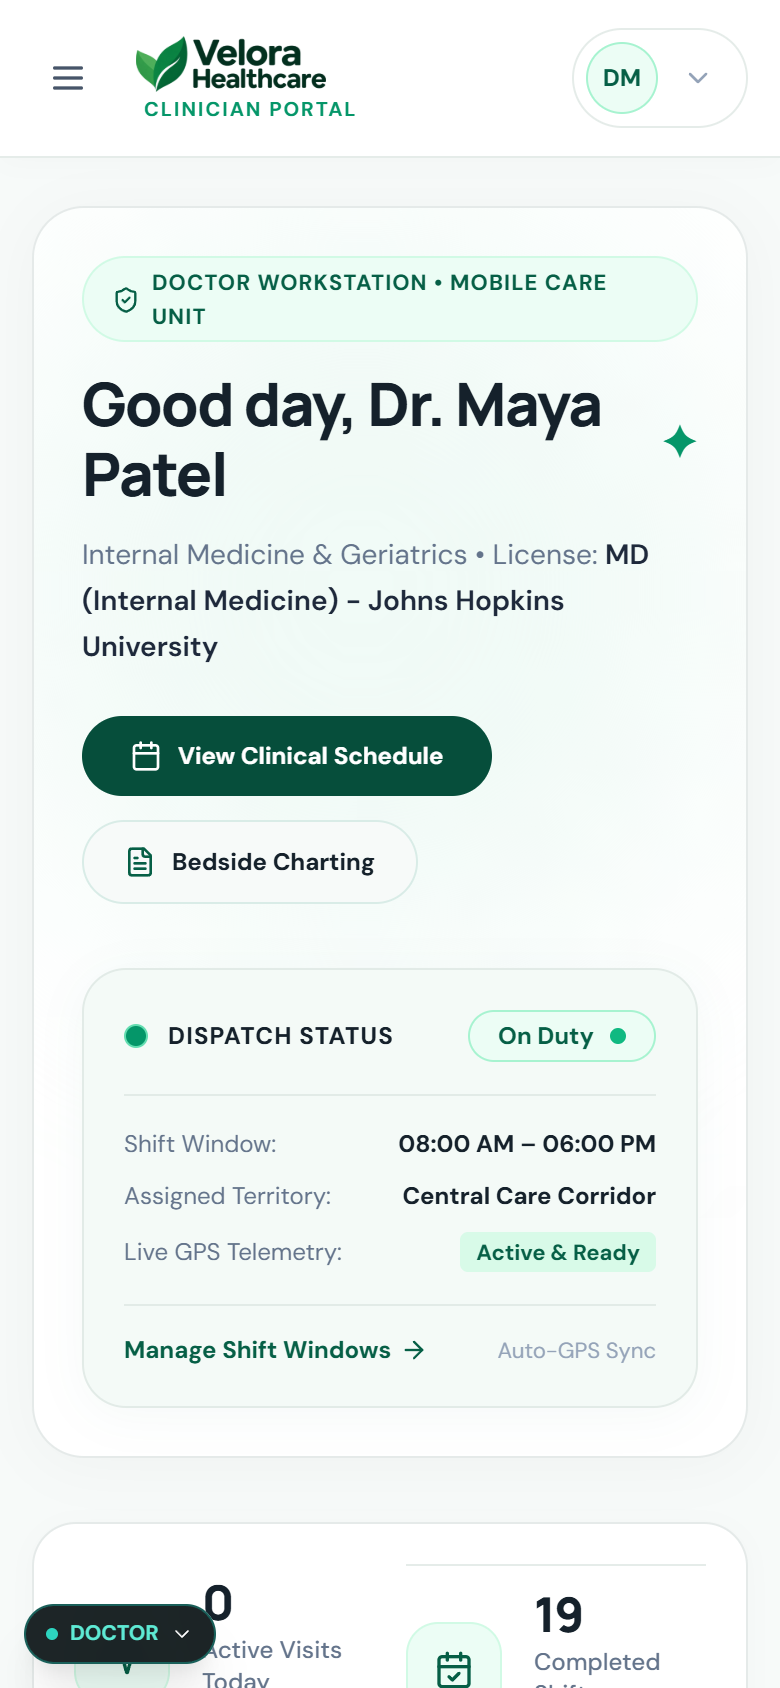 Velora
Healthcare
CLINICIAN PORTAL
DM
DOCTOR WORKSTATION • MOBILE CARE
UNIT
Good day, Dr. Maya
Patel
Internal Medicine & Geriatrics • License: MD
(Internal Medicine) - Johns Hopkins
University
View Clinical Schedule
Bedside Charting
DISPATCH STATUS
On Duty
Shift Window:
08:00 AM – 06:00 PM
Assigned Territory:
Central Care Corridor
Live GPS Telemetry:
Active & Ready
Manage Shift Windows →
Auto-GPS Sync
0
Active Visits
Today
19
Completed
DOCTOR